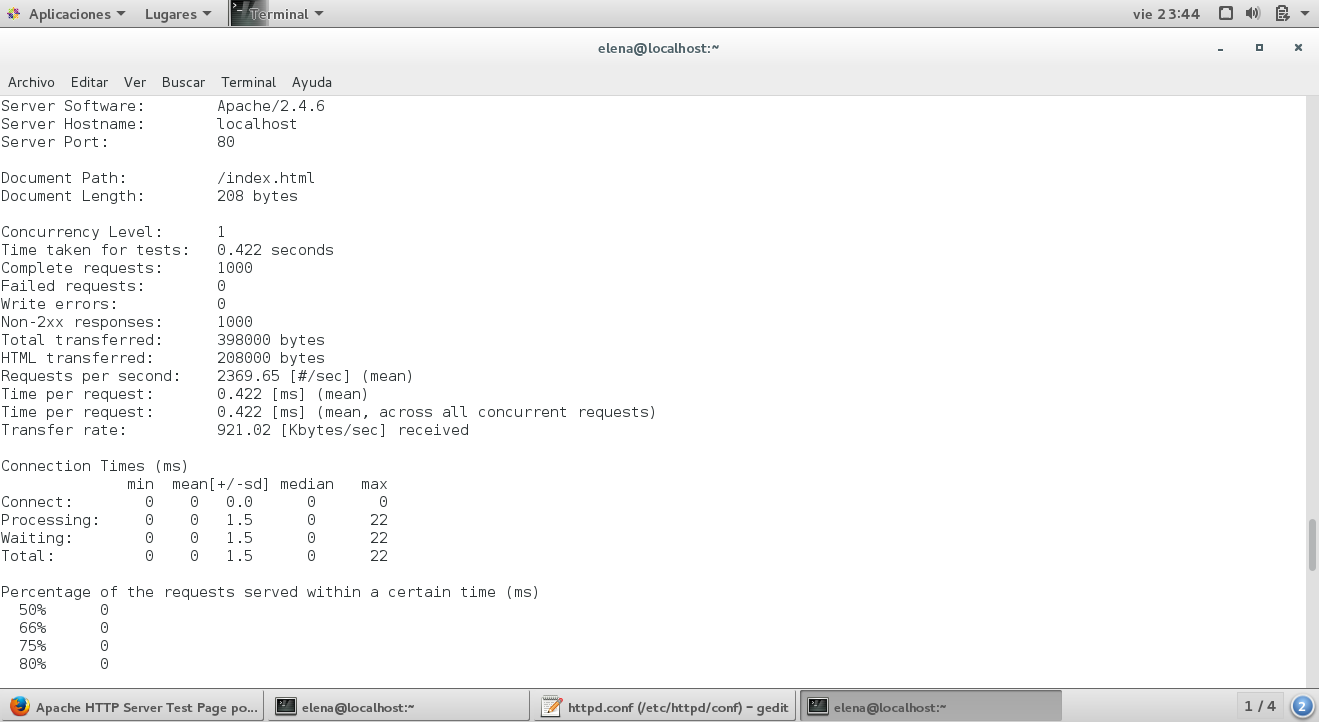 Aplicaciones Lugares Terminal vie 23:44
elena@localhost:~
Archivo Editar Ver Buscar Terminal Ayuda
Server Software: Apache/2.4.6
Server Hostname: localhost
Server Port: 80
Document Path: /index.html
Document Length: 208 bytes
Concurrency Level: 1
Time taken for tests: 0.422 seconds
Complete requests: 1000
Failed requests: 0
Write errors: 0
Non-2xx responses: 1000
Total transferred: 398000 bytes
HTML transferred: 208000 bytes
Requests per second: 2369.65 [#/sec] (mean)
Time per request: 0.422 [ms] (mean)
Time per request: 0.422 [ms] (mean, across all concurrent requests)
Transfer rate: 921.02 [Kbytes/sec] received
Connection Times (ms)
min mean[+/-sd] median max
Connect: 0 0 0.0 0 0
Processing: 0 0 1.5 0 22
Waiting: 0 0 1.5 0 22
Total: 0 0 1.5 0 22
Percentage of the requests served within a certain time (ms)
50% 0
66% 0
75% 0
80% 0
Apache HTTP Server Test Page po... elena@localhost:~ httpd.conf (/etc/httpd/conf) - gedit elena@localhost:~ 1 / 4 2